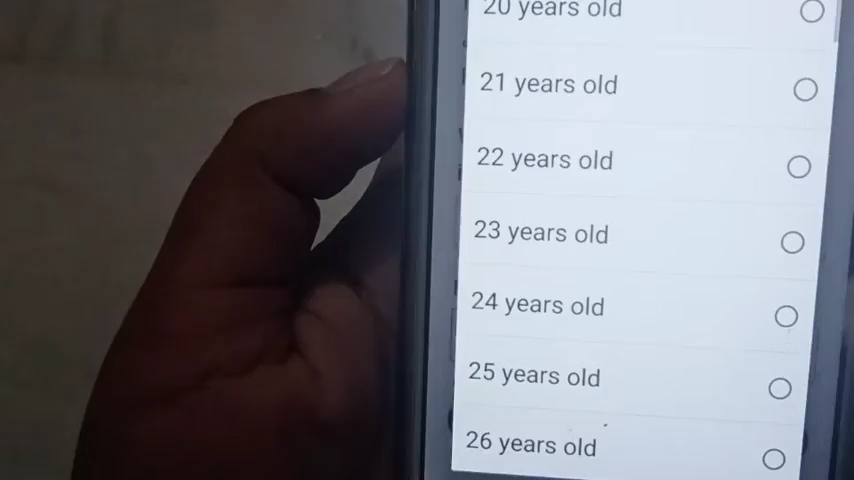 20 years old
21 years old
22 years old
23 years old
24 years old
25 years old
26 years old